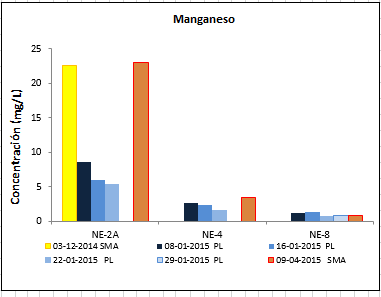 Manganeso
Concentración (mg/L)
25
20
15
10
5
0
NE-2A NE-4 NE-8
03-12-2014 SMA 08-01-2015 PL 16-01-2015 PL
22-01-2015 PL 29-01-2015 PL 09-04-2015 SMA